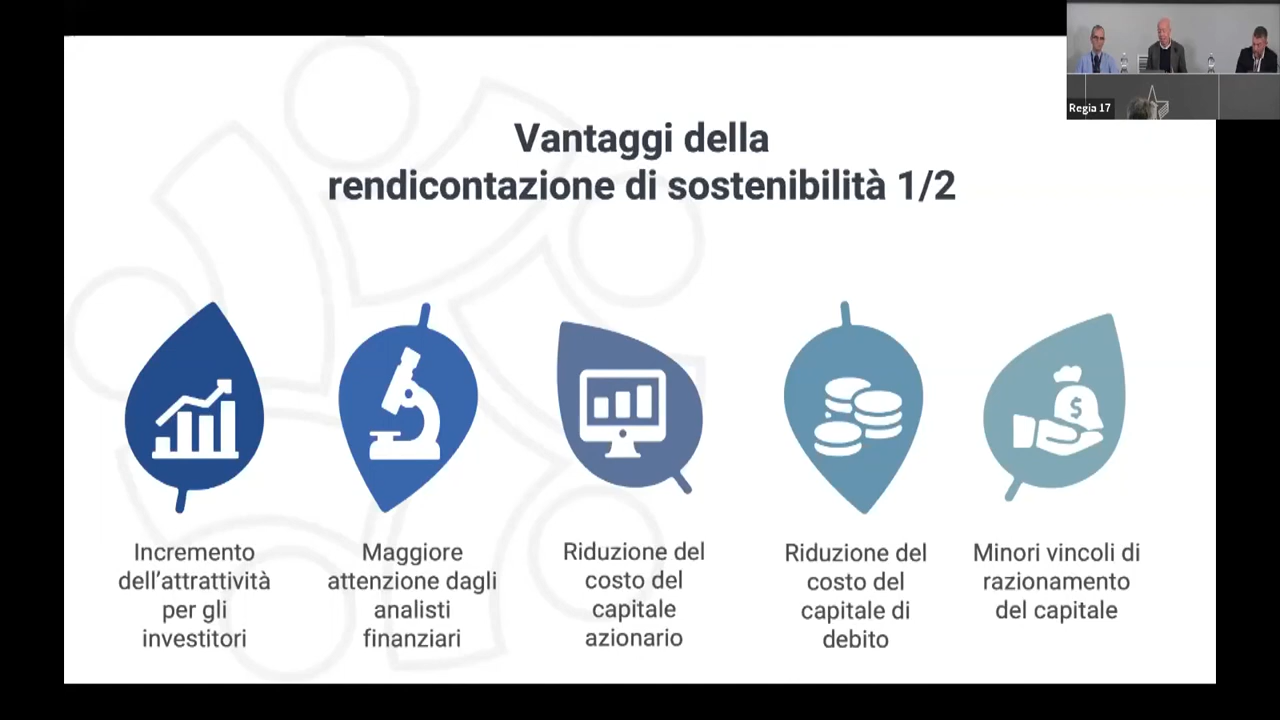 Regia 17
Vantaggi della
rendicontazione di sostenibilità 1/2
Incremento
dell'attrattività
per gli
investitori
Maggiore
attenzione dagli
analisti
finanziari
Riduzione del
costo del
capitale
azionario
Riduzione del
costo del
capitale di
debito
Minori vincoli di
razionamento
del capitale